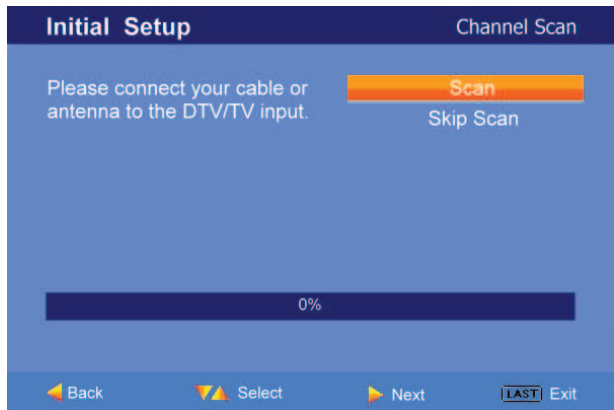 Initial Setup Channel Scan
Please connect your cable or Scan
antenna to the DTV/TV input. Skip Scan
0%
Back Select Next LAST Exit